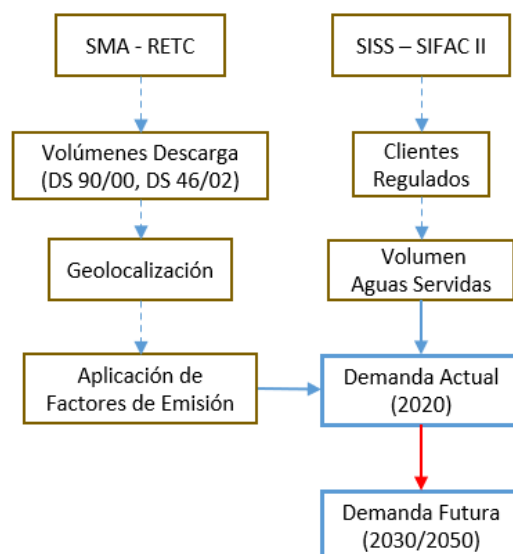 SMA - RETC
SISS – SIFAC II
Volúmenes Descarga
(DS 90/00, DS 46/02)
Clientes
Regulados
Geolocalización
Volumen
Aguas Servidas
Aplicación de
Factores de Emisión
Demanda Actual
(2020)
Demanda Futura
(2030/2050)